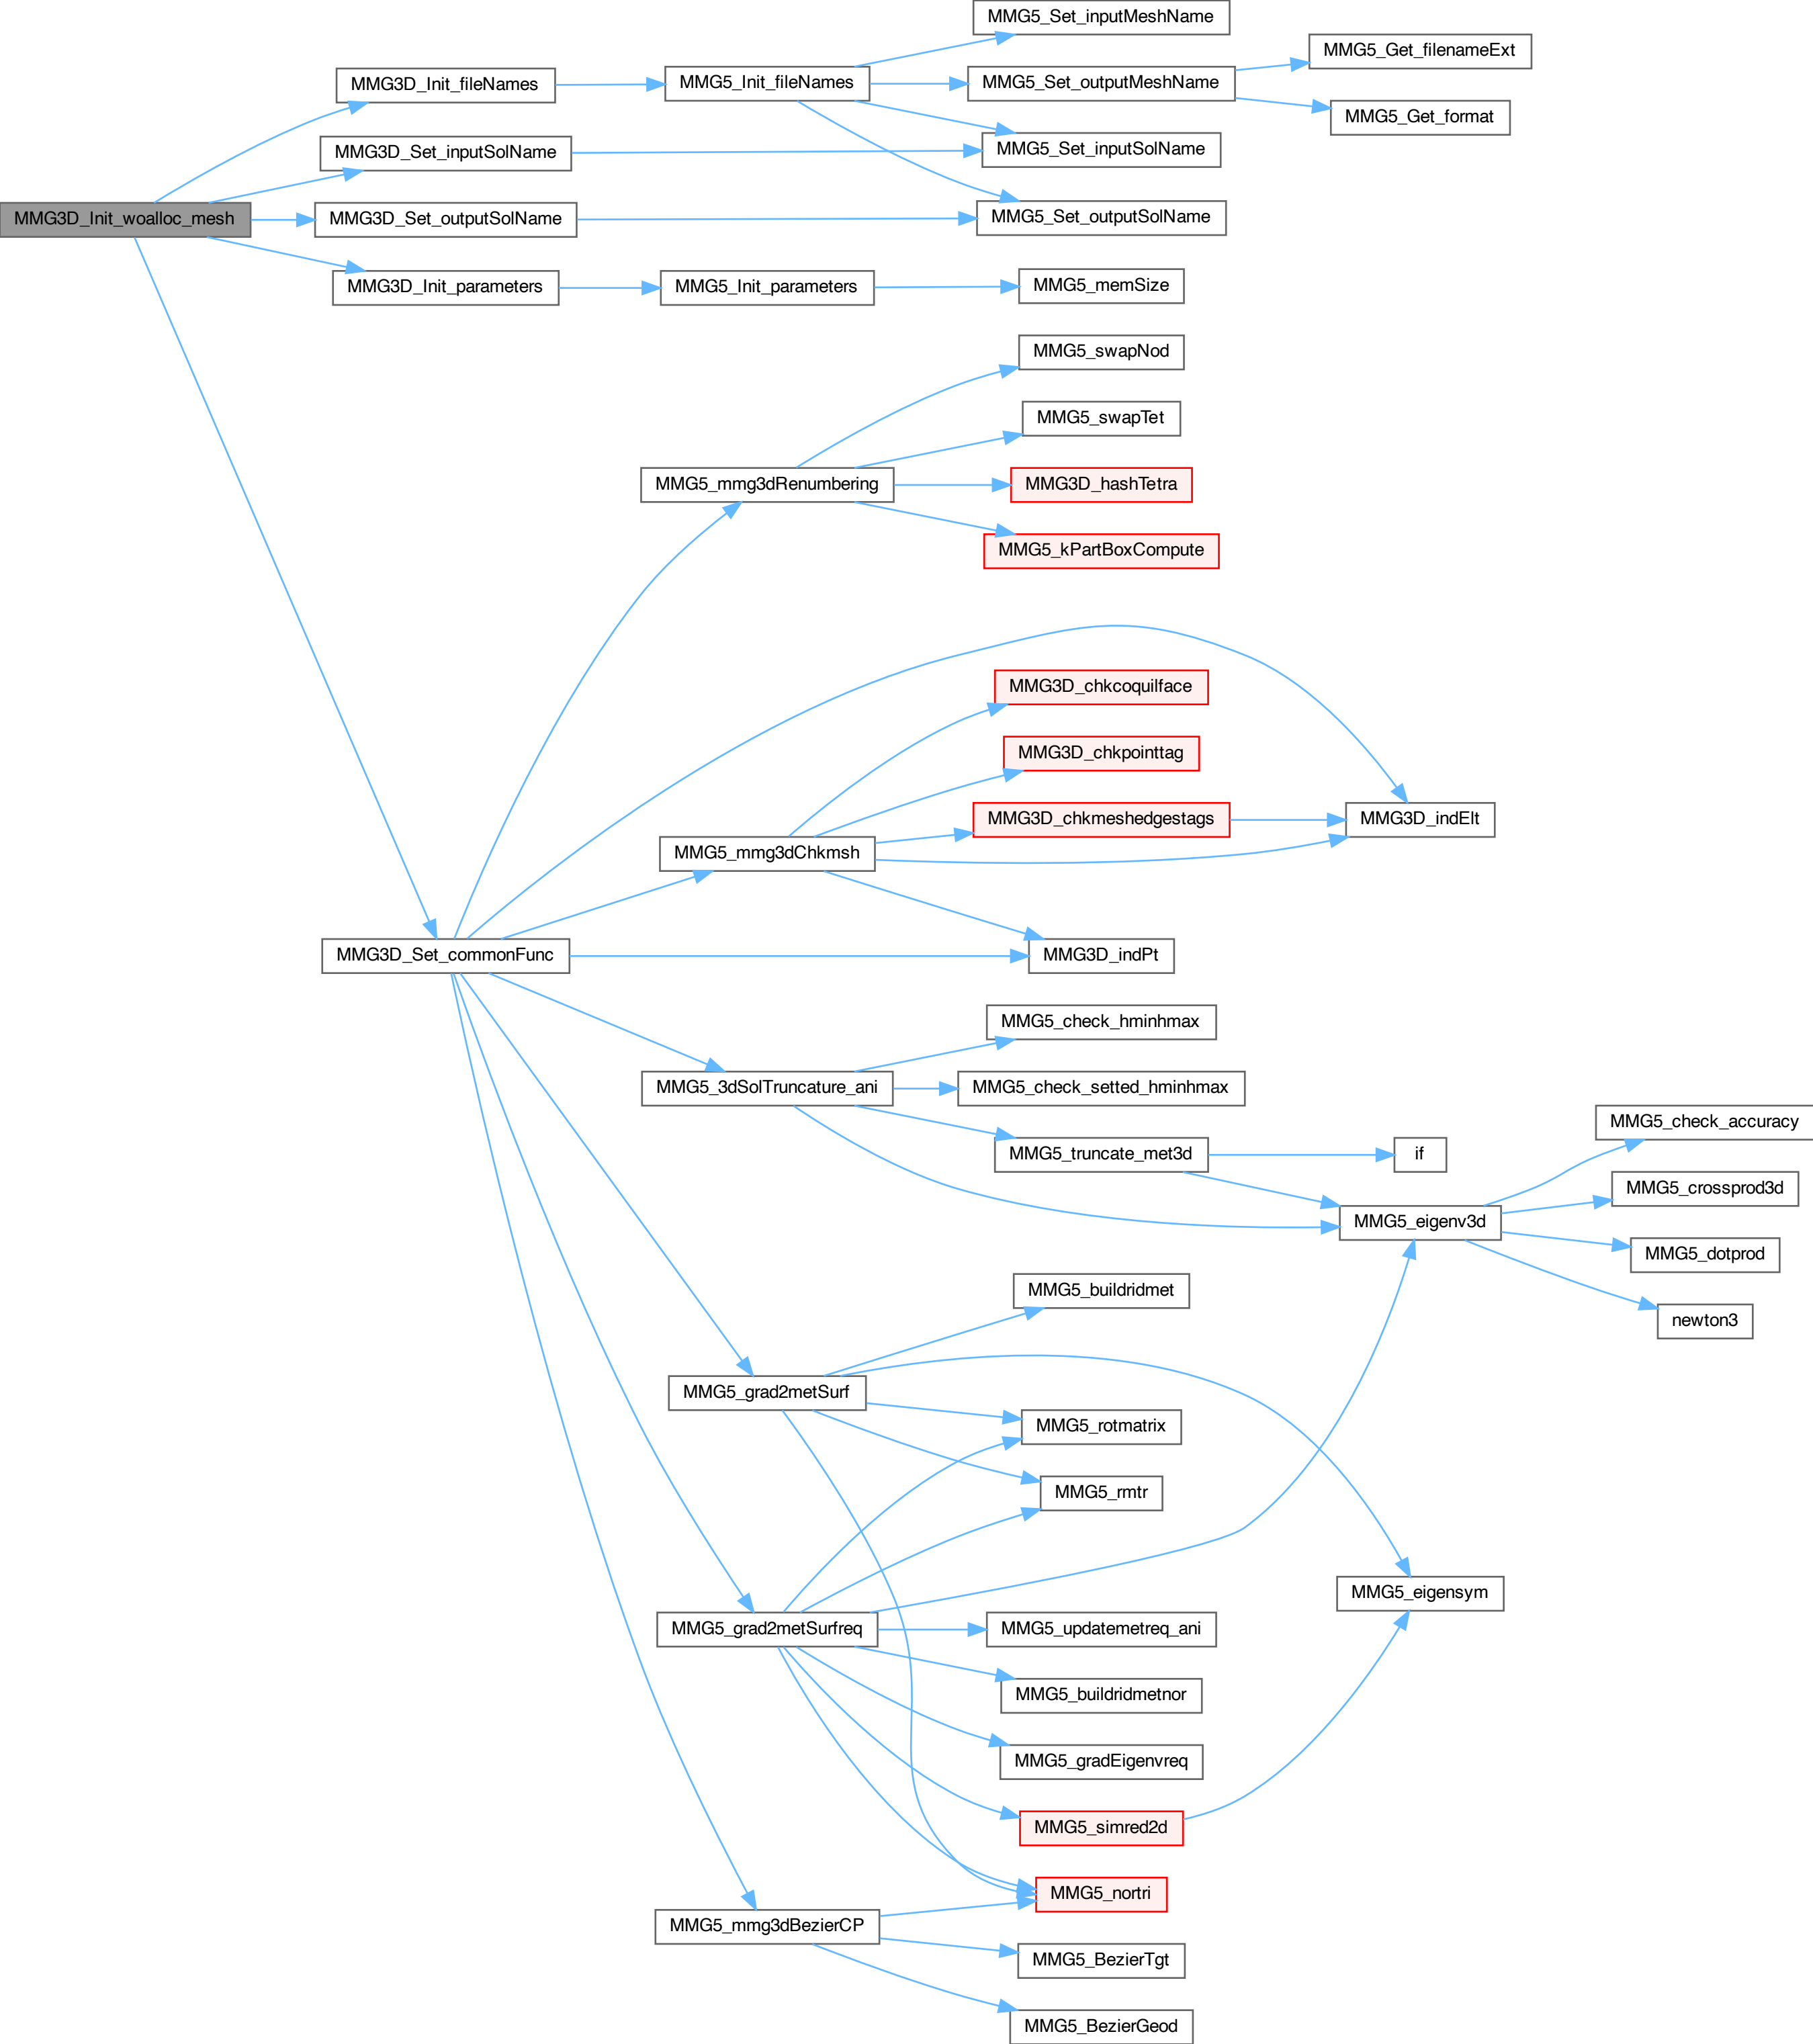 MMG5_Set_inputMeshName
MMG5_Get_filenameExt
MMG3D_Init_fileNames
MMG5_Init_fileNames
MMG5_Set_outputMeshName
MMG5_Get_format
MMG3D_Set_inputSolName
MMG5_Set_inputSolName
MMG3D_Init_woalloc_mesh
MMG3D_Set_outputSolName
MMG5_Set_outputSolName
MMG3D_Init_parameters
MMG5_Init_parameters
MMG5_memSize
MMG5_swapNod
MMG5_swapTet
MMG5_mmg3dRenumbering
MMG3D_hashTetra
MMG5_kPartBoxCompute
MMG3D_chkcoquilface
MMG3D_chkpointtag
MMG3D_chkmeshedgestags
MMG3D_indElt
MMG5_mmg3dChkmsh
MMG3D_Set_commonFunc
MMG3D_indPt
MMG5_check_hminhmax
MMG5_3dSolTruncature_ani
MMG5_check_setted_hminhmax
MMG5_check_accuracy
MMG5_truncate_met3d
if
MMG5_crossprod3d
MMG5_eigenv3d
MMG5_dotprod
MMG5_buildridmet
newton3
MMG5_grad2metSurf
MMG5_rotmatrix
MMG5_rmtr
MMG5_eigensym
MMG5_grad2metSurfreq
MMG5_updatemetreq_ani
MMG5_buildridmetnor
MMG5_gradEigenvreq
MMG5_simred2d
MMG5_nortri
MMG5_mmg3dBezierCP
MMG5_BezierTgt
MMG5_BezierGeod